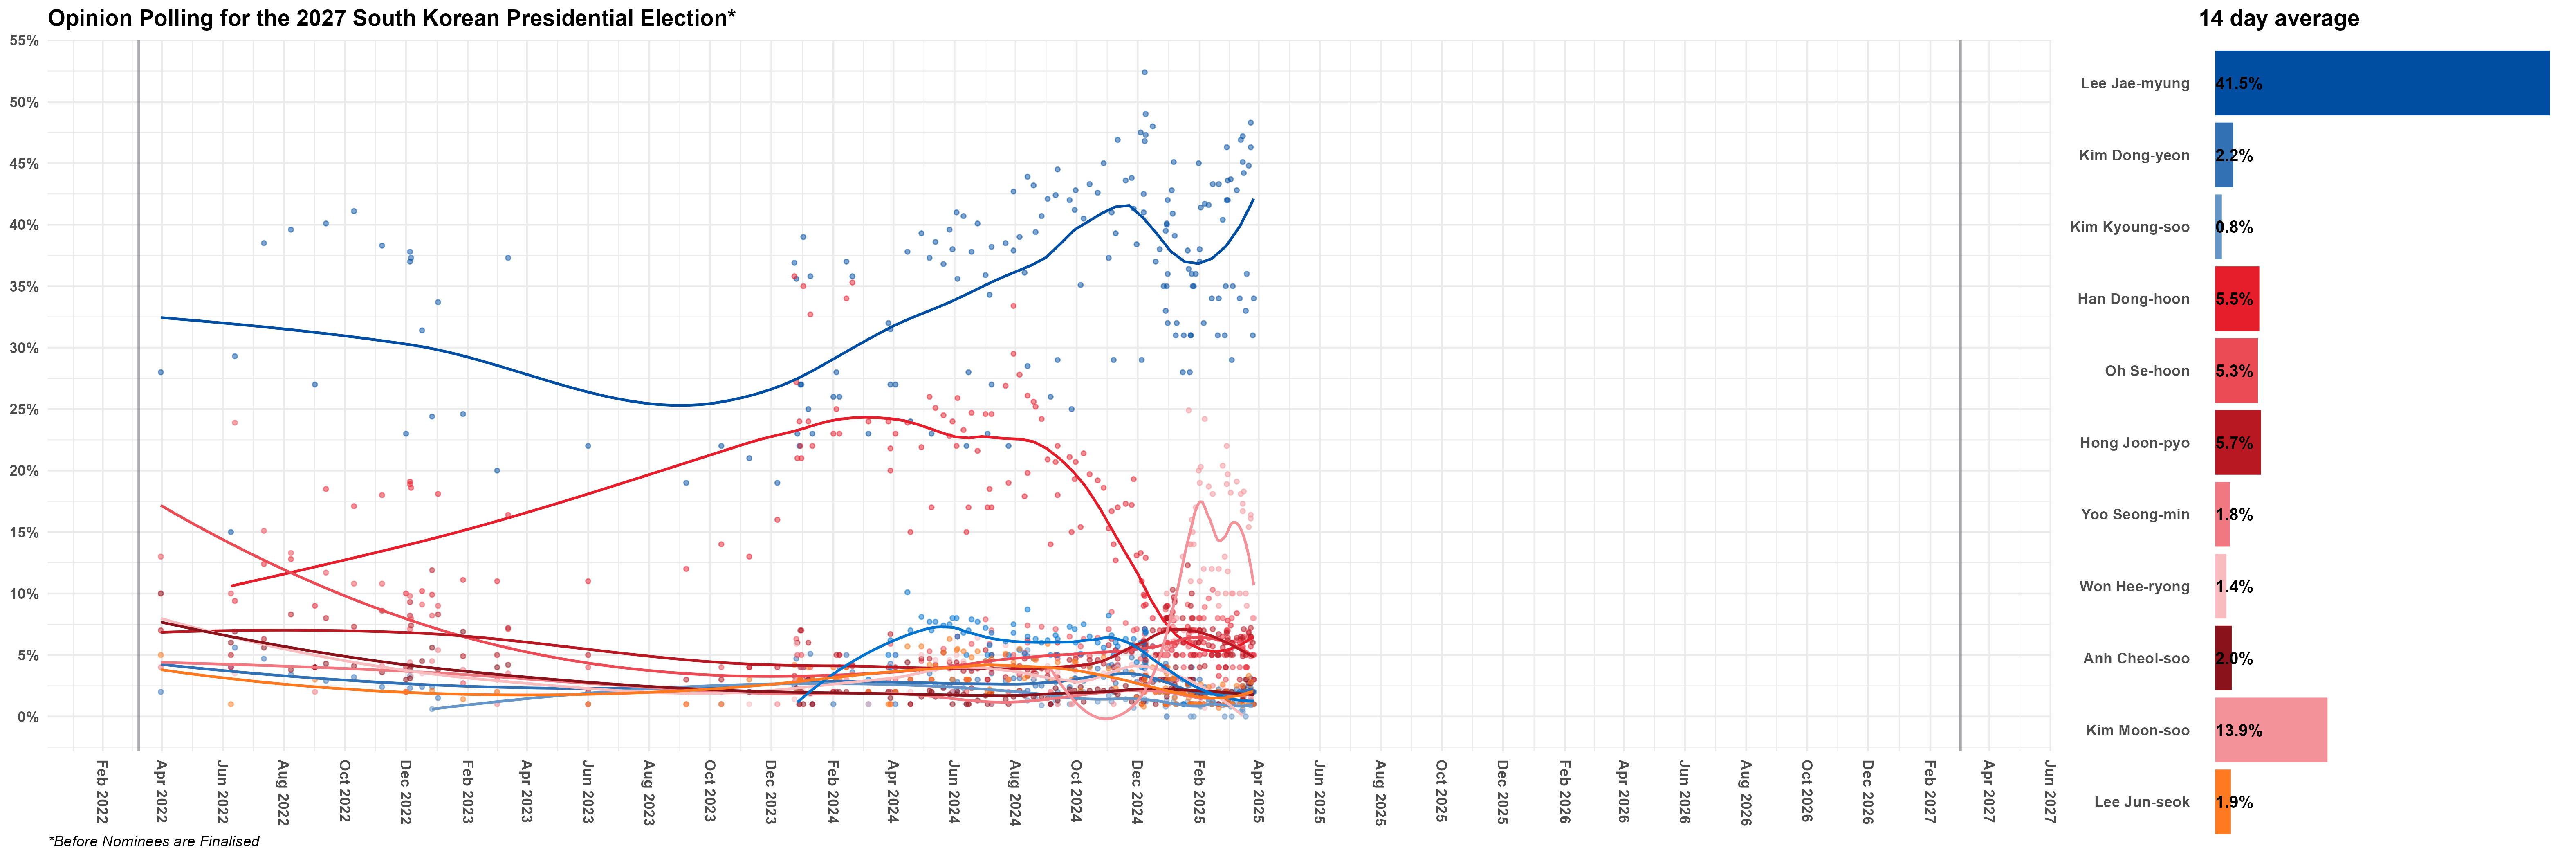 Opinion Polling for the 2027 South Korean Presidential Election*
55%
50%
45%
40%
35%
30%
25%
20%
15%
10%
5%
0%
Feb 2022
Apr 2022
Jun 2022
Aug 2022
Oct 2022
Dec 2022
Feb 2023
Apr 2023
Jun 2023
Aug 2023
Oct 2023
Dec 2023
Feb 2024
Apr 2024
Jun 2024
Aug 2024
Oct 2024
Dec 2024
Feb 2025
Apr 2025
Jun 2025
Aug 2025
Oct 2025
Dec 2025
Feb 2026
Apr 2026
Jun 2026
Aug 2026
Oct 2026
Dec 2026
Feb 2027
Apr 2027
Jun 2027
*Before Nominees are Finalised
14 day average
Lee Jae-myung 41.5%
Kim Dong-yeon 2.2%
Kim Kyoung-soo 0.8%
Han Dong-hoon 5.5%
Oh Se-hoon 5.3%
Hong Joon-pyo 5.7%
Yoo Seong-min 1.8%
Won Hee-ryong 1.4%
Anh Cheol-soo 2.0%
Kim Moon-soo 13.9%
Lee Jun-seok 1.9%